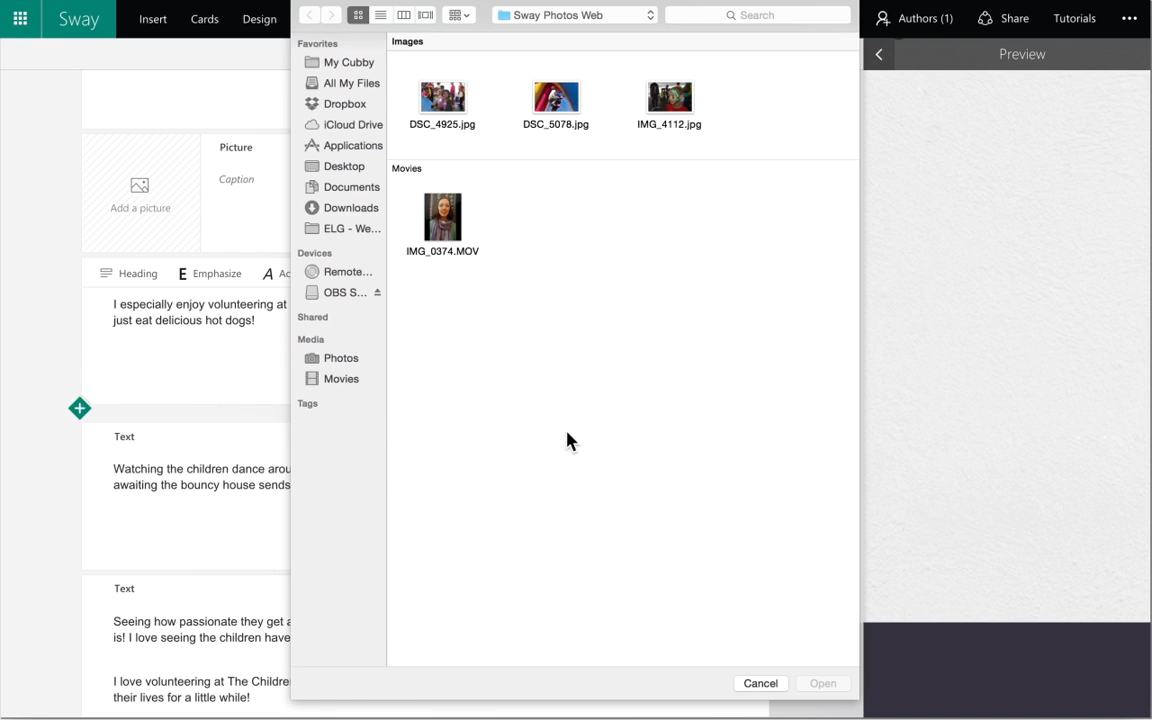 Sway
Insert
Cards
Design
Sway Photos Web
Search
Authors (1)
Share
Tutorials
Preview
Favorites
My Cubby
All My Files
Dropbox
iCloud Drive
Applications
Desktop
Documents
Downloads
ELG - We...
Devices
Remote...
OBS S...
Shared
Media
Photos
Movies
Tags
Images
DSC_4925.jpg
DSC_5078.jpg
IMG_4112.jpg
Movies
IMG_0374.MOV
Cancel
Open
Picture
Caption
Add a picture
Heading
E Emphasize
A Ac
I especially enjoy volunteering at
just eat delicious hot dogs!
Text
Watching the children dance arou
awaiting the bouncy house sends
Text
Seeing how passionate they get a
is! I love seeing the children have
I love volunteering at The Childre
their lives for a little while!